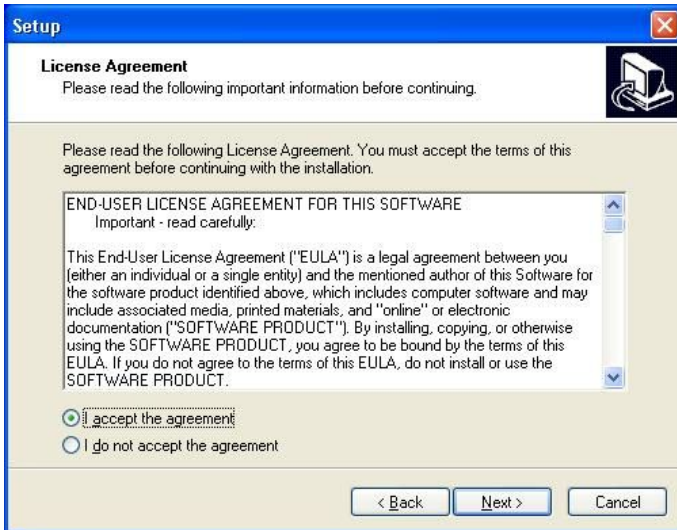 Setup
License Agreement
Please read the following important information before continuing.
Please read the following License Agreement. You must accept the terms of this
agreement before continuing with the installation.
END-USER LICENSE AGREEMENT FOR THIS SOFTWARE
Important - read carefully:
This End-User License Agreement ("EULA") is a legal agreement between you
(either an individual or a single entity) and the mentioned author of this Software for
the software product identified above, which includes computer software and may
include associated media, printed materials, and "online" or electronic
documentation ("SOFTWARE PRODUCT"). By installing, copying, or otherwise
using the SOFTWARE PRODUCT, you agree to be bound by the terms of this
EULA. If you do not agree to the terms of this EULA, do not install or use the
SOFTWARE PRODUCT.
I accept the agreement
I do not accept the agreement
< Back Next > Cancel